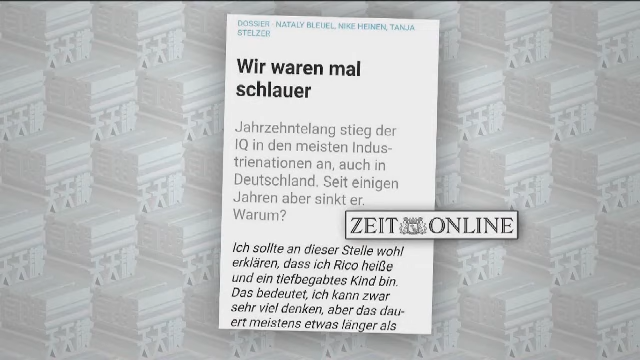 DOSSIER - NATALY BLEUEL, NIKE HEINEN, TANJA
STELZER
Wir waren mal
schlauer
Jahrzehntelang stieg der
IQ in den meisten Indus-
trienationen an, auch in
Deutschland. Seit einigen
Jahren aber sinkt er.
Warum?
ZEIT ONLINE
Ich sollte an dieser Stelle wohl
erklären, dass ich Rico heiße
und ein tiefbegabtes Kind bin.
Das bedeutet, ich kann zwar
sehr viel denken, aber das dau-
ert meistens etwas länger als